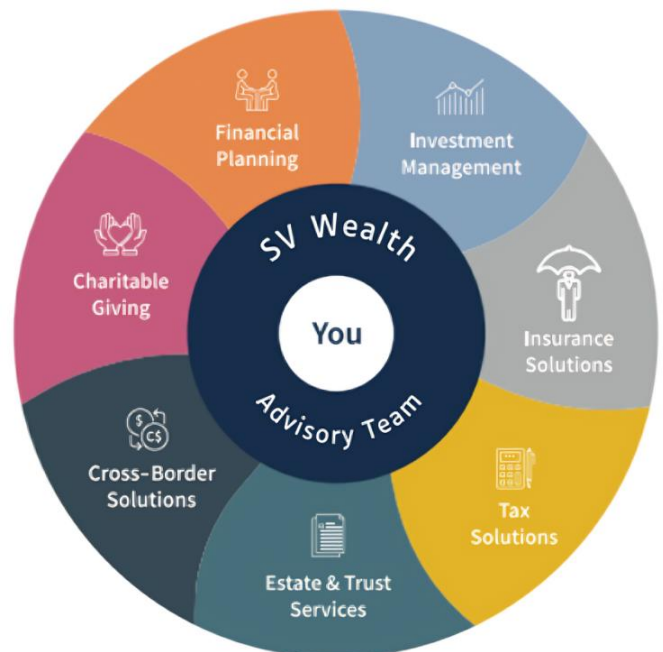 Financial
Planning
Investment
Management
Insurance
Solutions
Tax
Solutions
Estate & Trust
Services
Cross-Border
Solutions
$
C$
Charitable
Giving
SV Wealth
You
Advisory Team